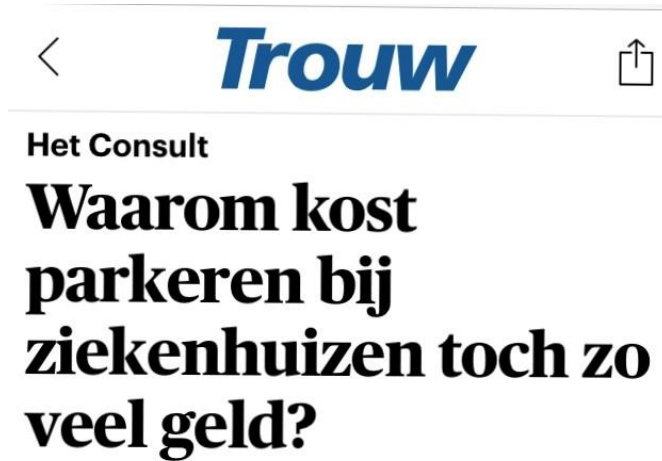 Trouw
Het Consult
Waarom kost
parkeren bij
ziekenhuizen toch zo
veel geld?